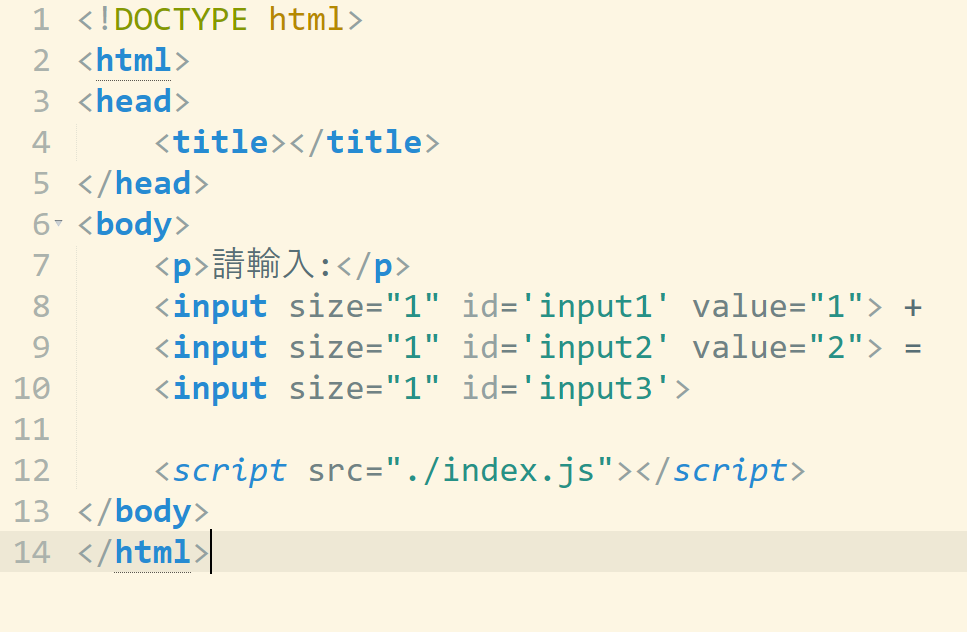 1 <!DOCTYPE html>
2 <html>
3 <head>
4     <title></title>
5 </head>
6 <body>
7     <p>請輸入:</p>
8     <input size="1" id='input1' value="1"> +
9     <input size="1" id='input2' value="2"> =
10     <input size="1" id='input3'>
11
12     <script src="./index.js"></script>
13 </body>
14 </html>